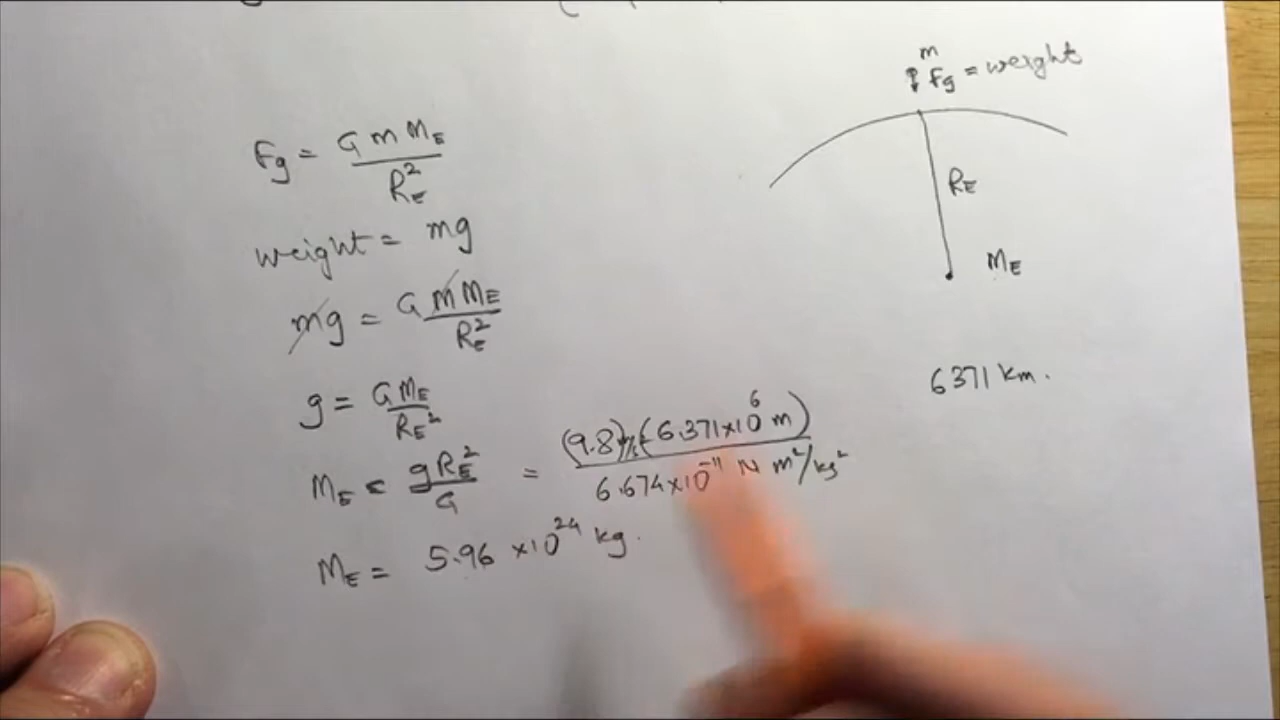 m
Fg = weight
RE
ME
6371 km.
Fg = G m ME / RE²
weight = mg
mg = G m ME / RE²
g = G ME / RE²
ME = gRE² / G = (9.8) (6.371×10⁶ m) / 6.674×10⁻¹¹ N m²/kg²
ME = 5.96 ×10²⁴ kg.